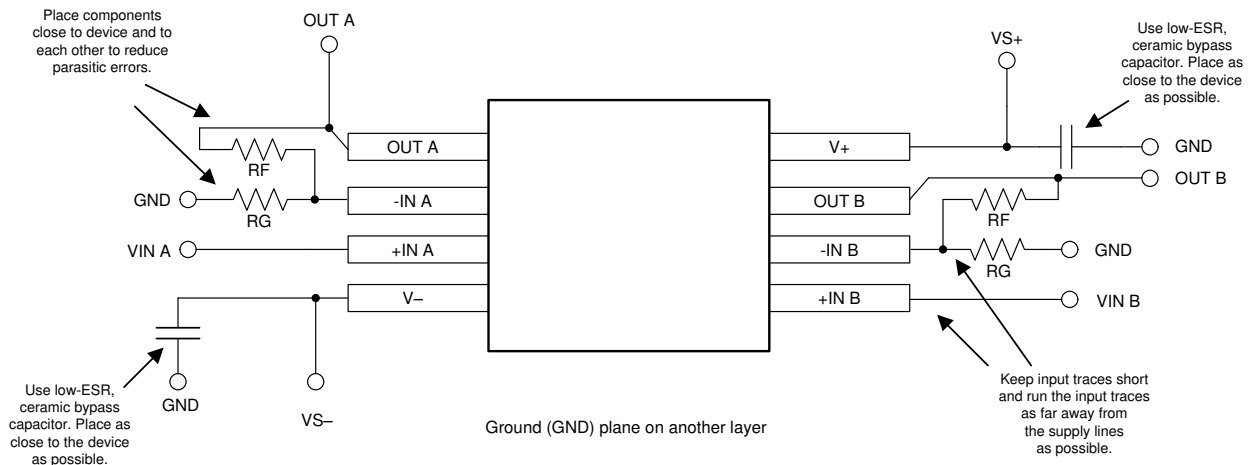 Place components
close to device and to
each other to reduce
parasitic errors.
OUT A
VS+
Use low-ESR,
ceramic bypass
capacitor. Place as
close to the device
as possible.
OUT A
RF
GND
RG
-IN A
VIN A
+IN A
V–
V+
GND
OUT B
OUT B
RF
-IN B
RG
GND
+IN B
VIN B
Use low-ESR,
ceramic bypass
capacitor. Place as
close to the device
as possible.
GND
VS–
Ground (GND) plane on another layer
Keep input traces short
and run the input traces
as far away from
the supply lines
as possible.